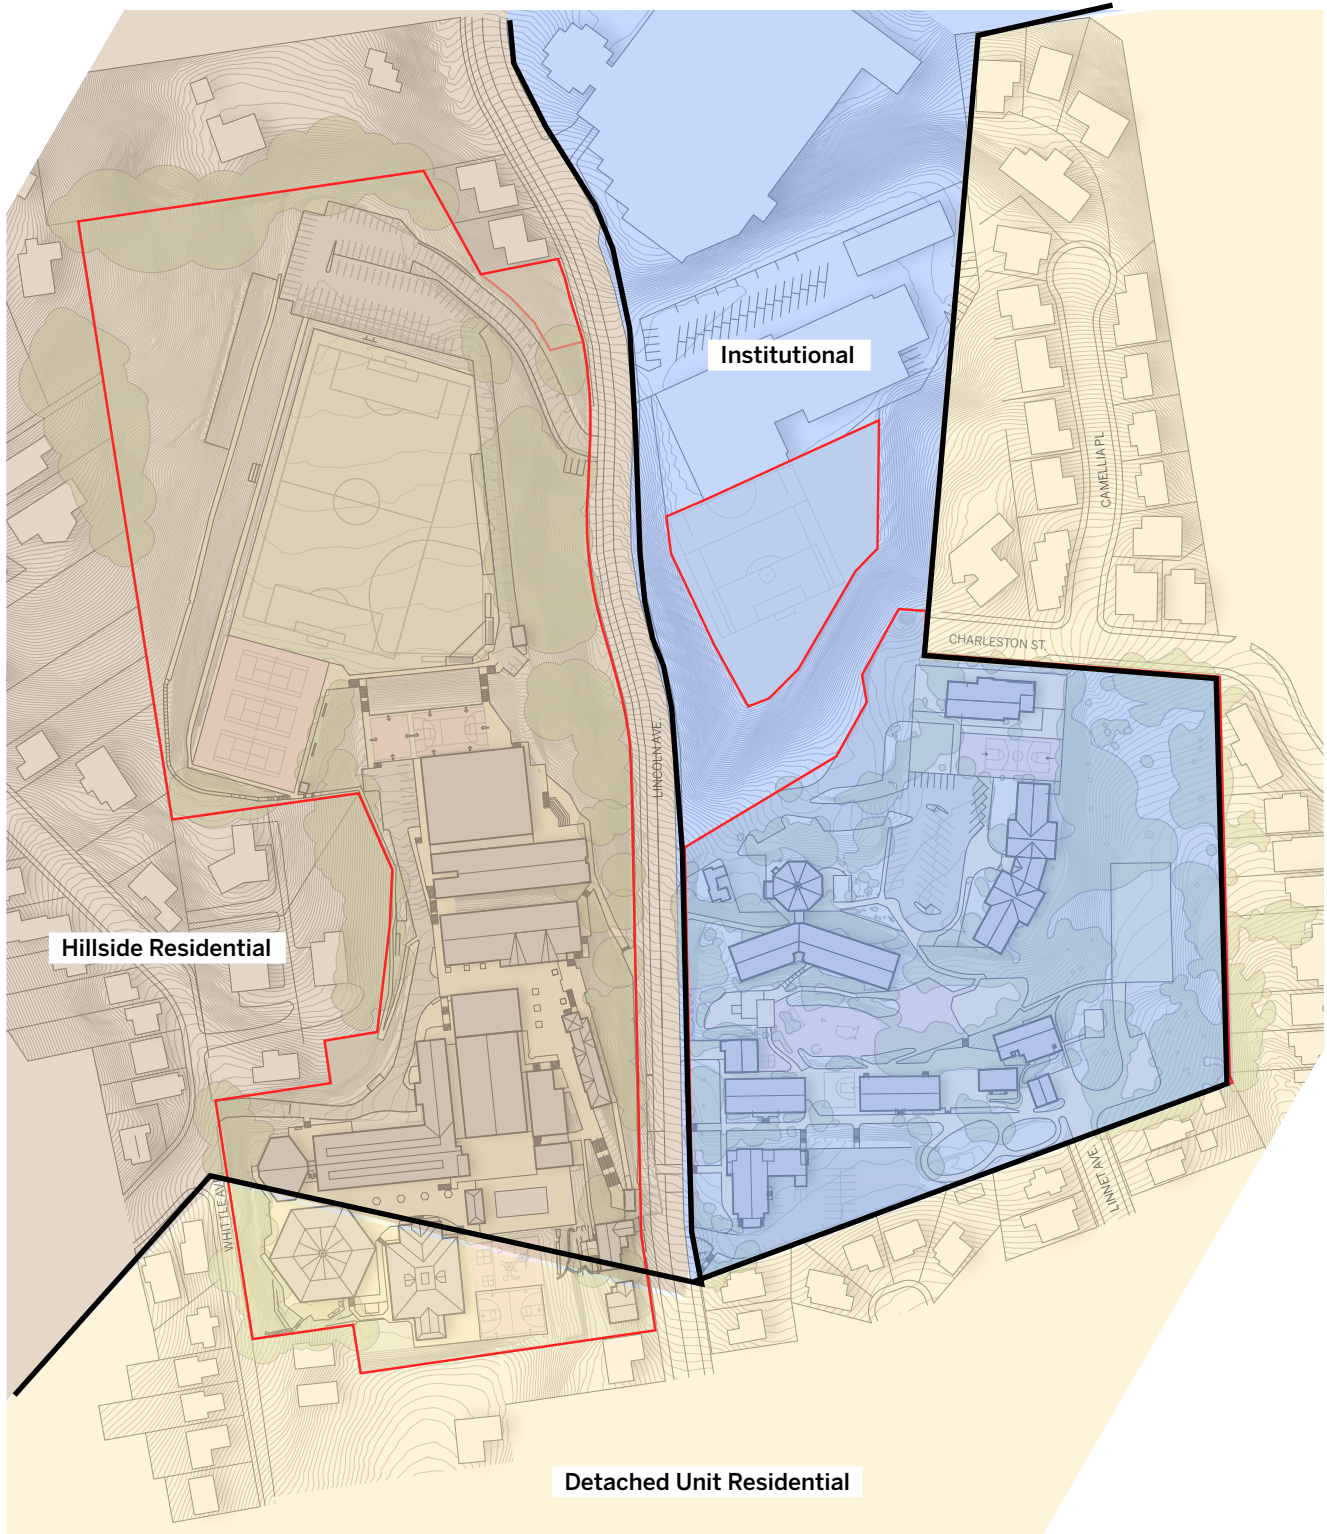 Institutional
CAMELLIA PL
CHARLESTON ST.
LINCOLN AVE.
Hillside Residential
WHITTLE AVE
LINNET AVE.
Detached Unit Residential